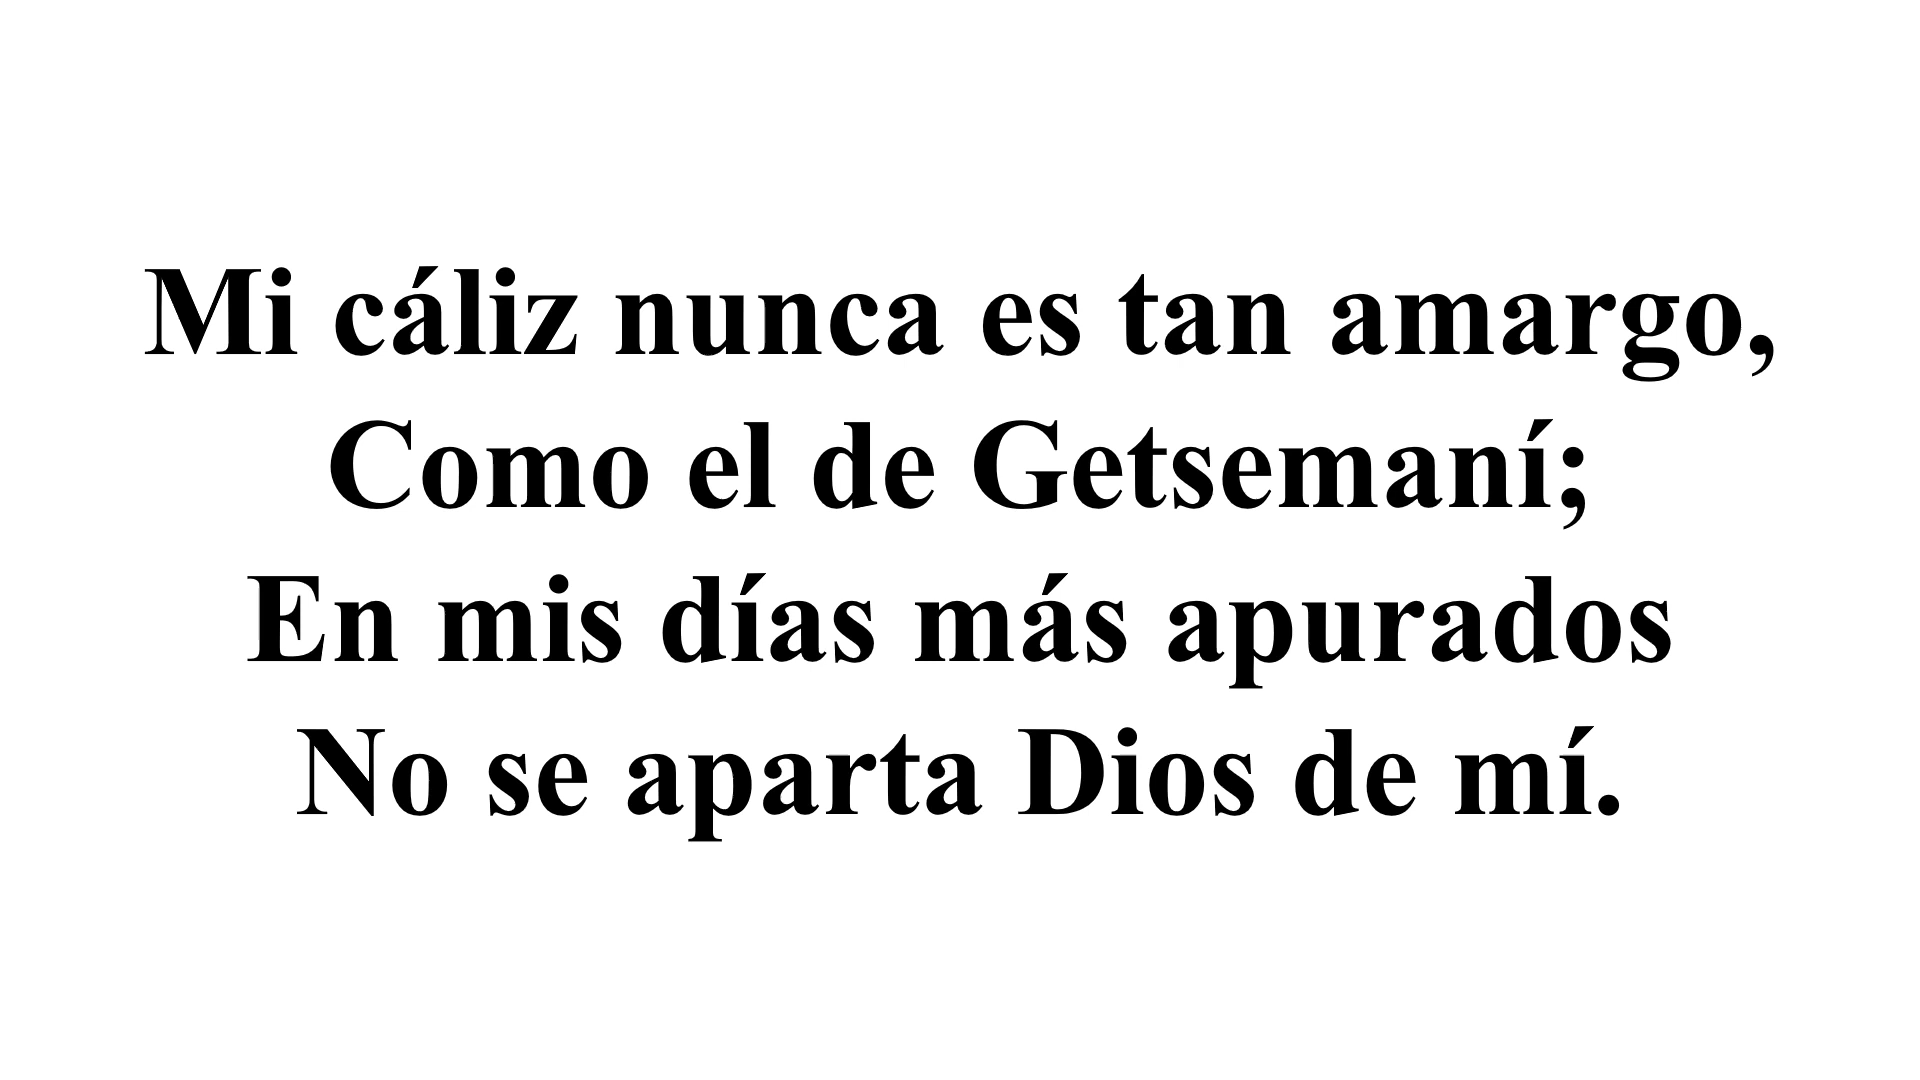 Mi cáliz nunca es tan amargo,
Como el de Getsemaní;
En mis días más apurados
No se aparta Dios de mí.